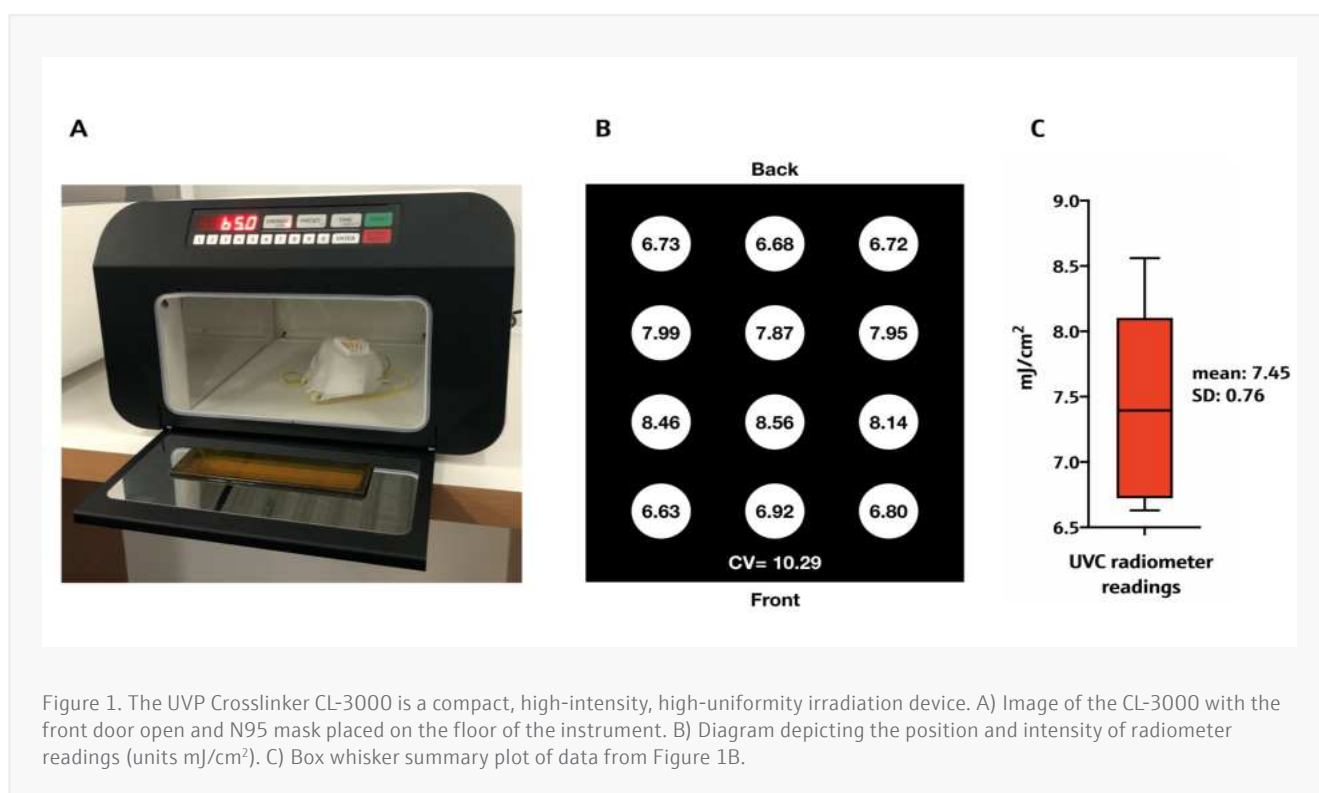 A
B
C
Back
6.73 6.68 6.72
7.99 7.87 7.95
8.46 8.56 8.14
6.63 6.92 6.80
CV= 10.29
Front
9.0
8.5
8.0
7.5
7.0
6.5
mJ/cm²
mean: 7.45
SD: 0.76
UVC radiometer
readings
65.0
ENTER
Figure 1. The UVP Crosslinker CL-3000 is a compact, high-intensity, high-uniformity irradiation device. A) Image of the CL-3000 with the
front door open and N95 mask placed on the floor of the instrument. B) Diagram depicting the position and intensity of radiometer
readings (units mJ/cm²). C) Box whisker summary plot of data from Figure 1B.